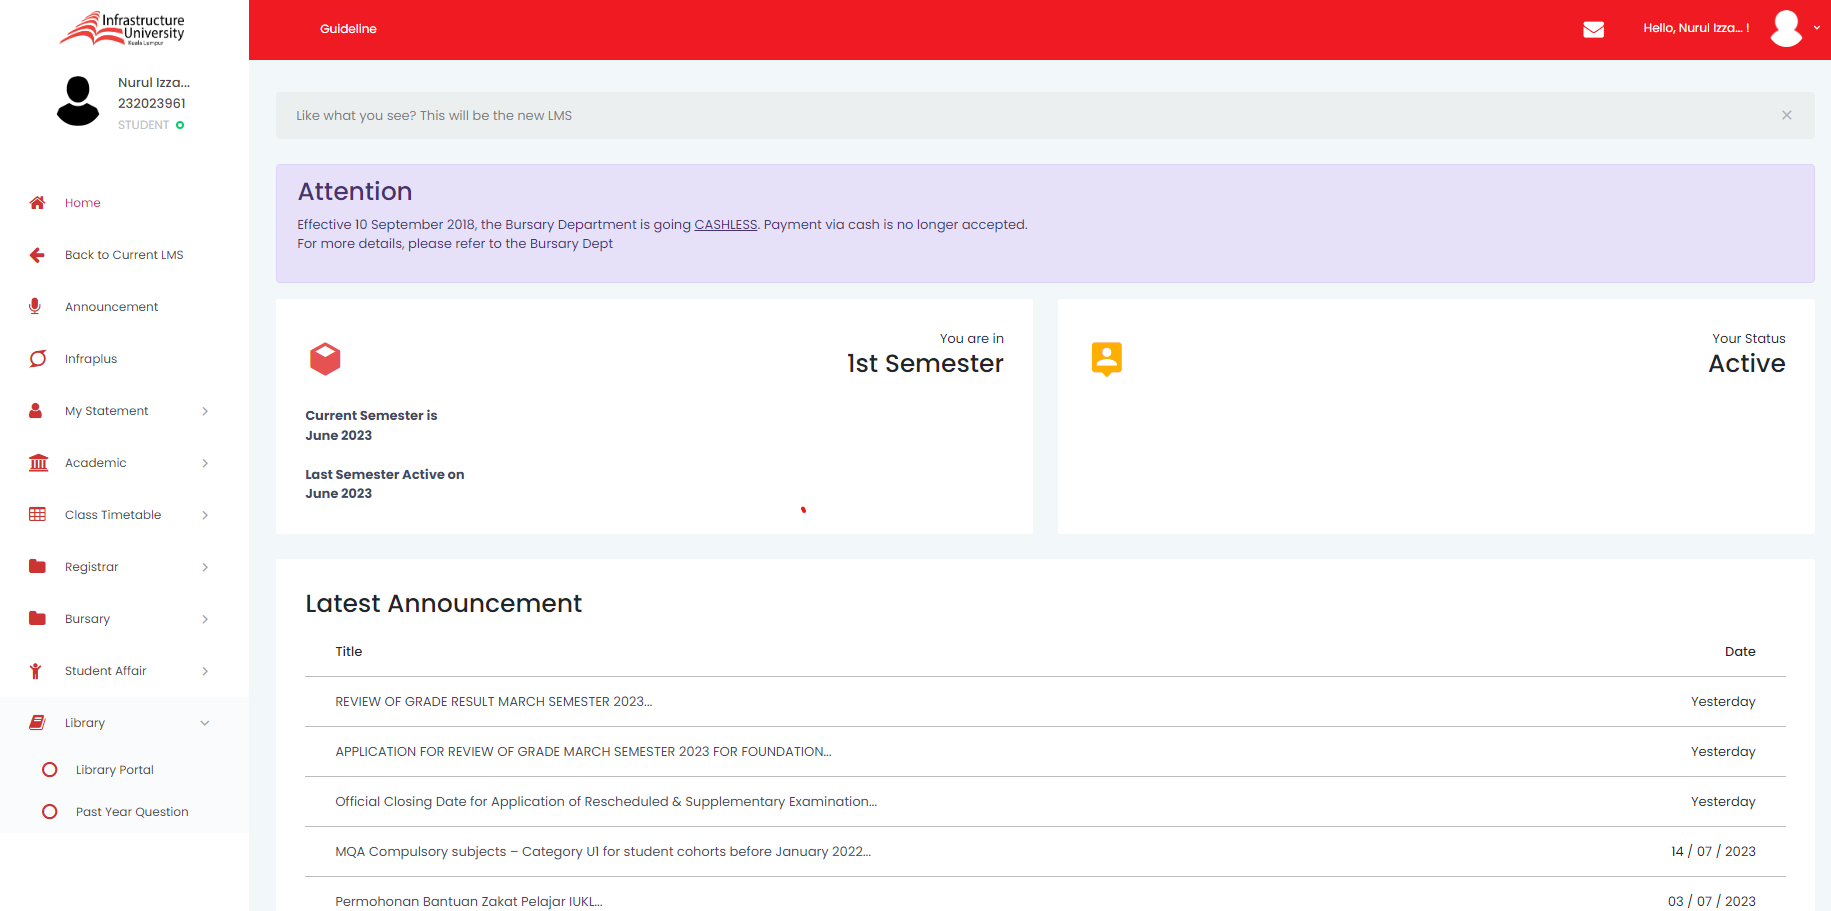 Infrastructure
University
Kuala Lumpur
Nurul Izza...
232023961
STUDENT
Home
Back to Current LMS
Announcement
Infraplus
My Statement
Academic
Class Timetable
Registrar
Bursary
Student Affair
Library
Library Portal
Past Year Question
Guideline
Hello, Nurul Izza... !
Like what you see? This will be the new LMS
×
Attention
Effective 10 September 2018, the Bursary Department is going CASHLESS. Payment via cash is no longer accepted.
For more details, please refer to the Bursary Dept
You are in
1st Semester
Current Semester is
June 2023
Last Semester Active on
June 2023
Your Status
Active
Latest Announcement
Title Date
REVIEW OF GRADE RESULT MARCH SEMESTER 2023... Yesterday
APPLICATION FOR REVIEW OF GRADE MARCH SEMESTER 2023 FOR FOUNDATION... Yesterday
Official Closing Date for Application of Rescheduled & Supplementary Examination... Yesterday
MQA Compulsory subjects – Category U1 for student cohorts before January 2022... 14 / 07 / 2023
Permohonan Bantuan Zakat Pelajar IUKL... 03 / 07 / 2023